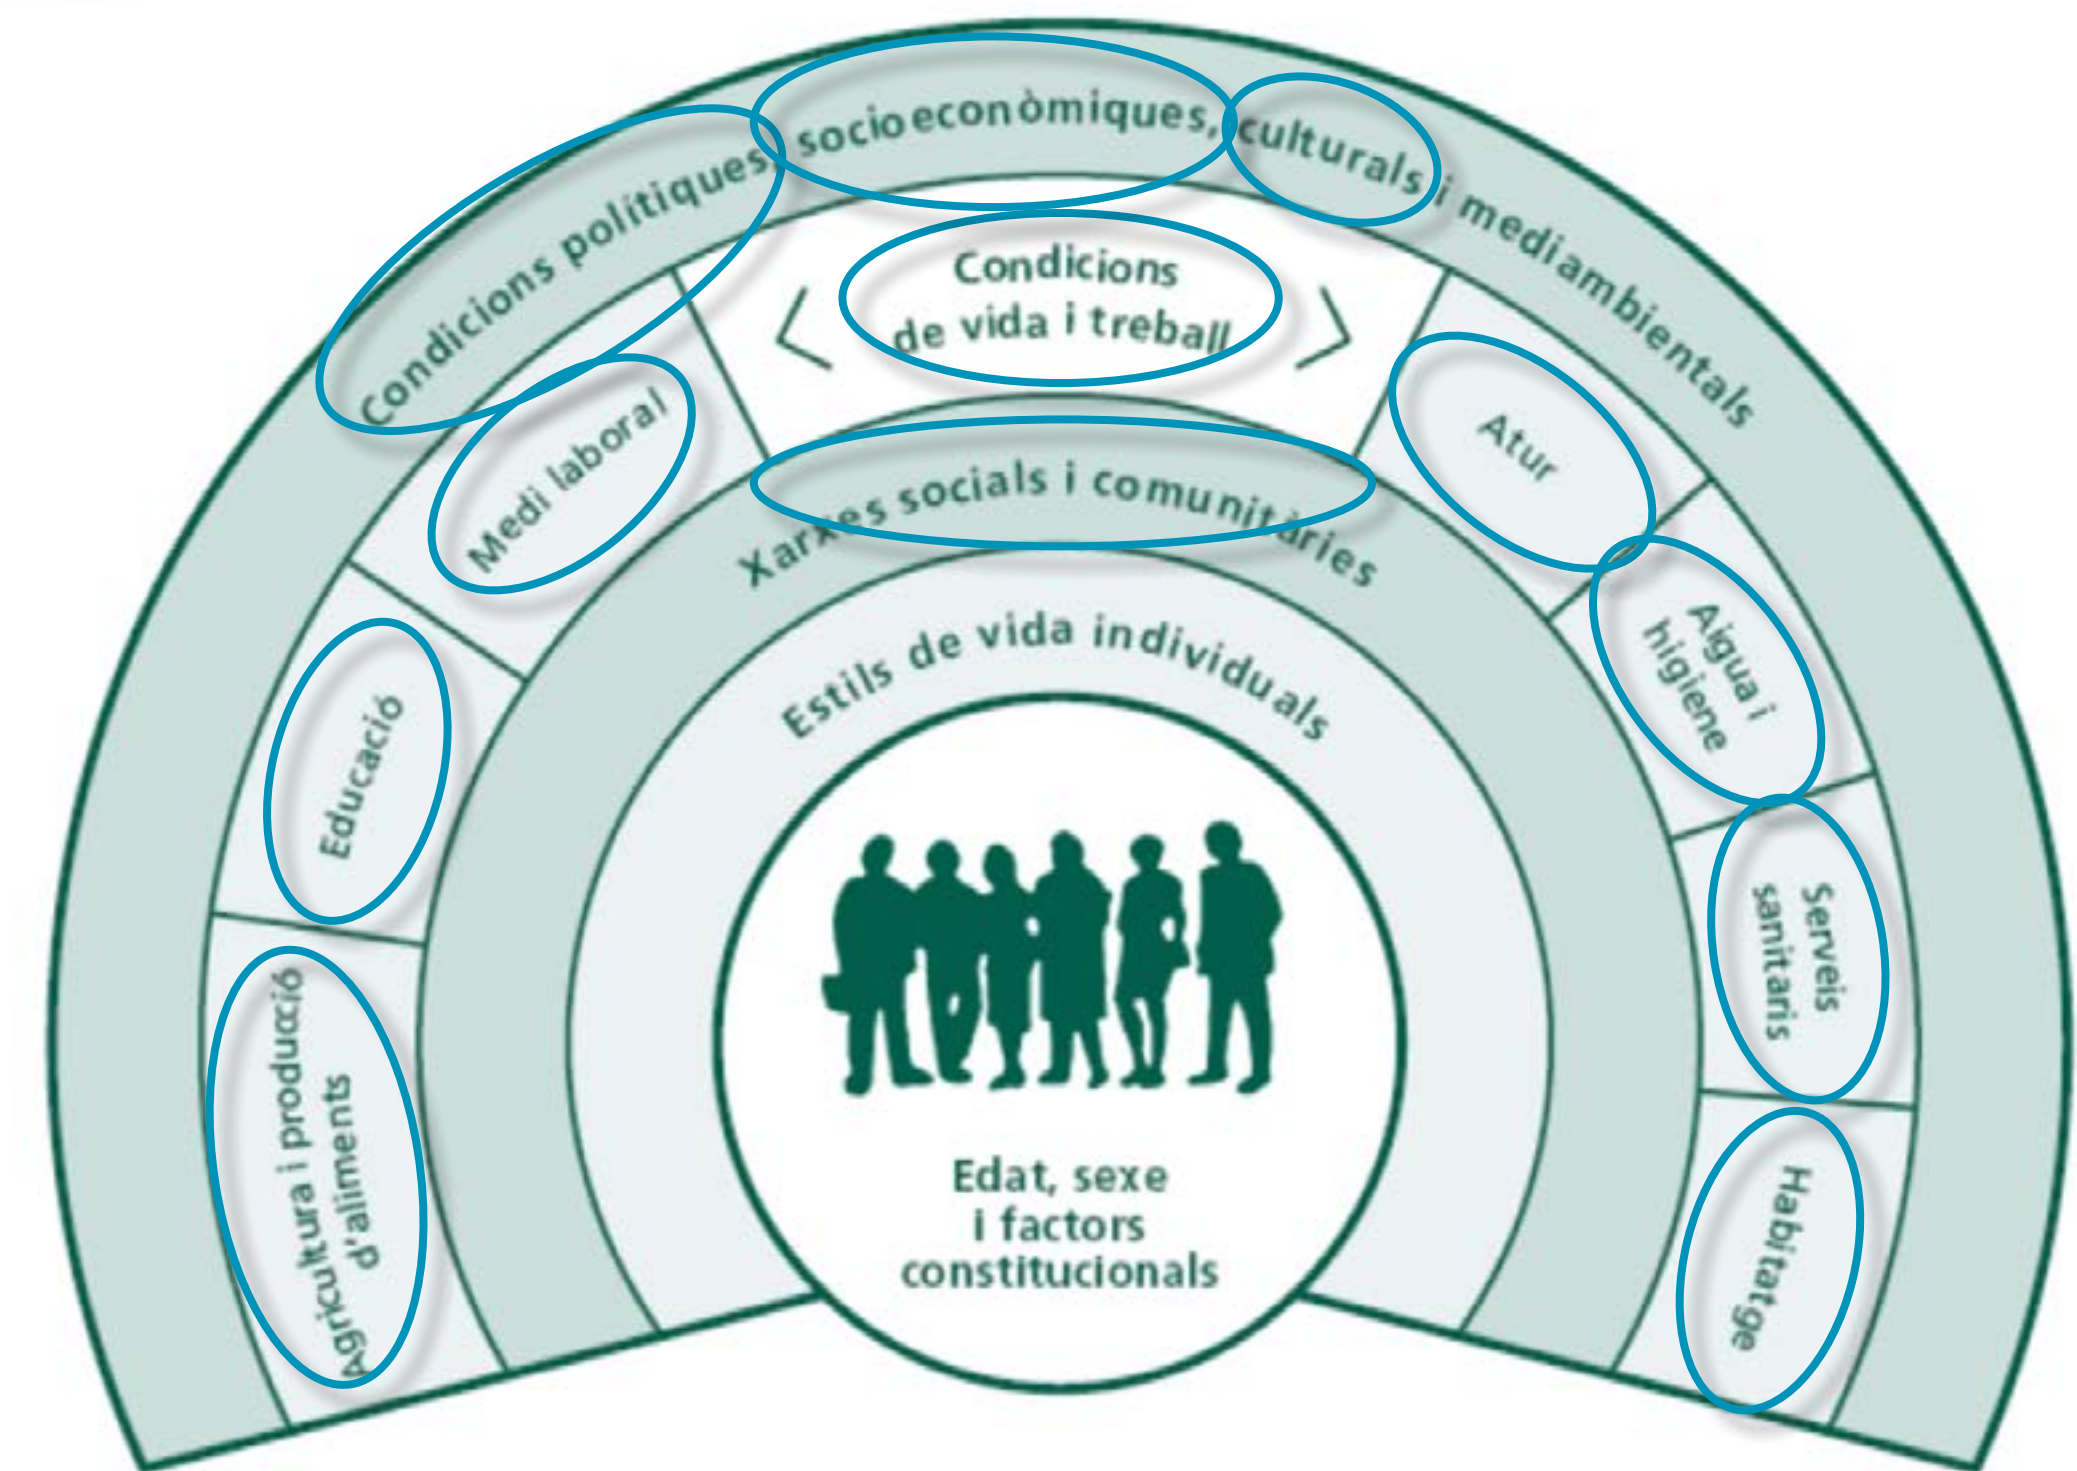 Condicions polítiques, socioeconòmiques, culturals i mediambientals
Condicions
de vida i treball
Medi laboral
Educació
Agricultura i producció
d'aliments
Atur
Aigua i
higiene
Serveis
sanitaris
Habitatge
Xarxes socials i comunitàries
Estils de vida individuals
Edat, sexe
i factors
constitucionals